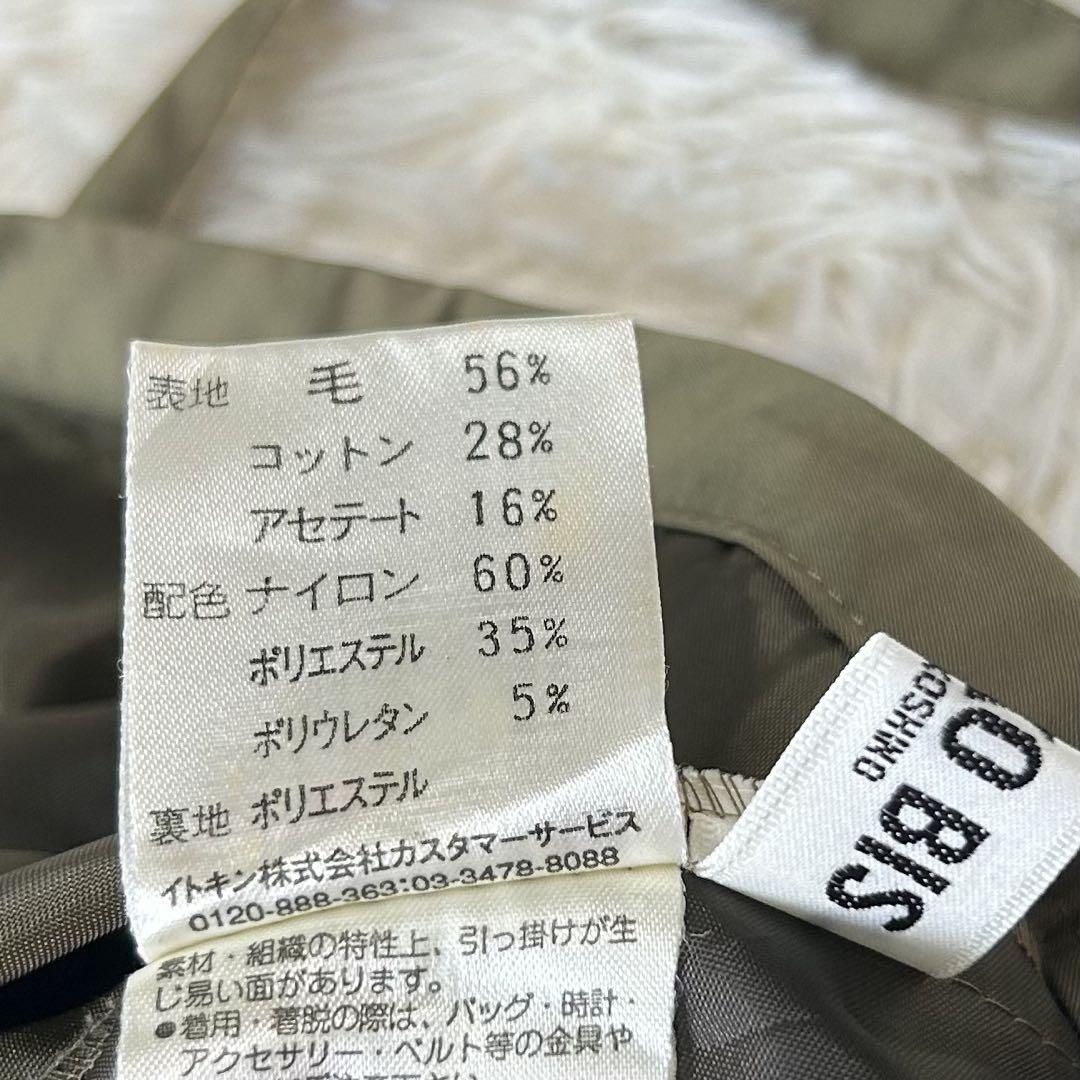 表地 毛 56%
コットン 28%
アセテート 16%
配色 ナイロン 60%
ポリエステル 35%
ポリウレタン 5%
裏地 ポリエステル
イトキン株式会社カスタマーサービス
0120-888-363:03-3478-8088
素材・組織の特性上、引っ掛けが生
じ易い面があります。
●着用・着脱の際は、バッグ・時計・
アクセサリー・ベルト等の金具や
BIS